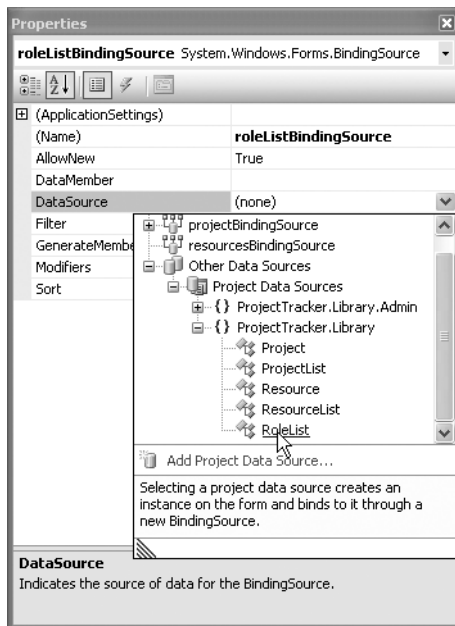 Properties
roleListBindingSource System.Windows.Forms.BindingSource
(ApplicationSettings)
(Name) roleListBindingSource
AllowNew True
DataMember
DataSource (none)
Filter
GenerateMembe
Modifiers
Sort
projectBindingSource
resourcesBindingSource
Other Data Sources
Project Data Sources
{} ProjectTracker.Library.Admin
{} ProjectTracker.Library
Project
ProjectList
Resource
ResourceList
RoleList
Add Project Data Source...
Selecting a project data source creates an
instance on the form and binds to it through a
new BindingSource.
DataSource
Indicates the source of data for the BindingSource.